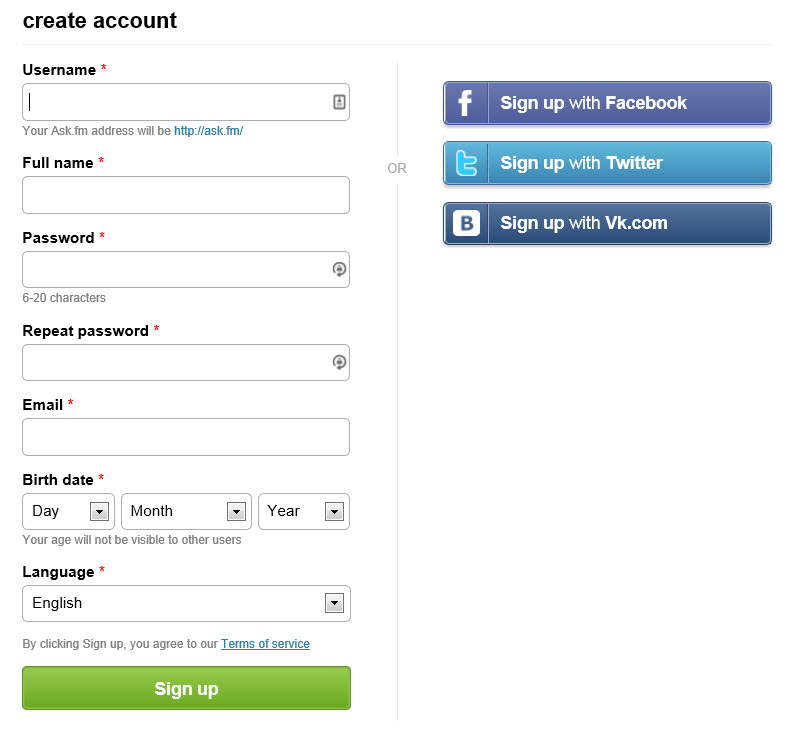 create account
Username *
Your Ask.fm address will be http://ask.fm/
Full name *
Password *
6-20 characters
Repeat password *
Email *
Birth date *
Day Month Year
Your age will not be visible to other users
Language *
English
By clicking Sign up, you agree to our Terms of service
Sign up
OR
f Sign up with Facebook
t Sign up with Twitter
B Sign up with Vk.com